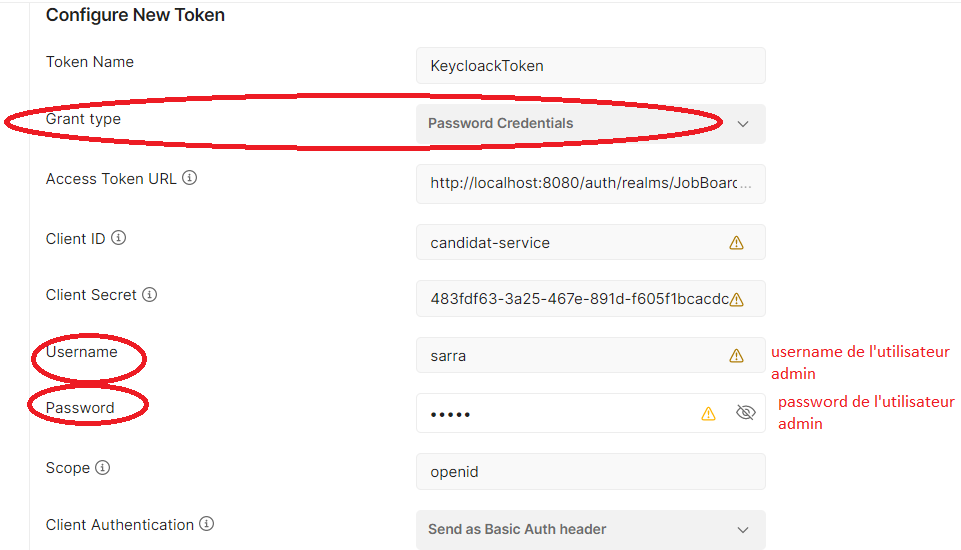 Configure New Token
Token Name
KeycloackToken
Grant type
Password Credentials
Access Token URL
http://localhost:8080/auth/realms/JobBoard...
Client ID
candidat-service
Client Secret
483fdf63-3a25-467e-891d-f605f1bcacdc
Username
sarra
username de l'utilisateur
admin
Password
•••••
password de l'utilisateur
admin
Scope
openid
Client Authentication
Send as Basic Auth header